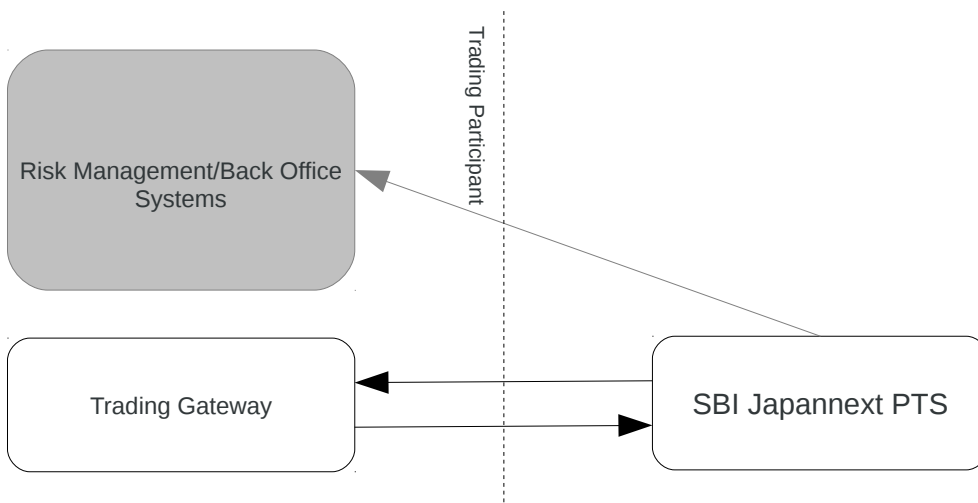 Trading Participant
Risk Management/Back Office
Systems
Trading Gateway
SBI Japannext PTS